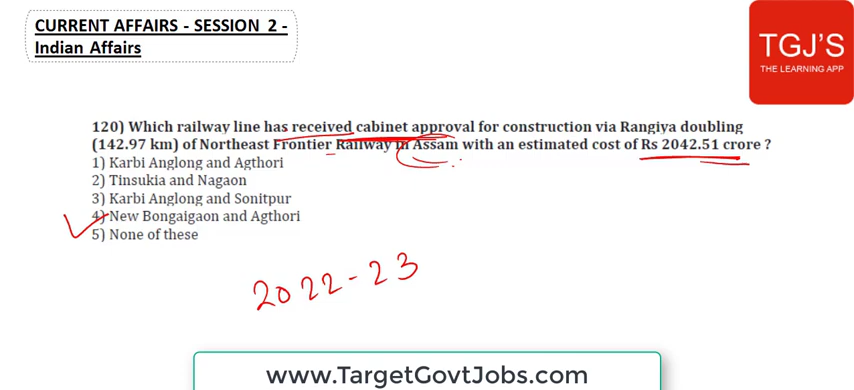 CURRENT AFFAIRS - SESSION 2 -
Indian Affairs
TGJ'S
THE LEARNING APP
120) Which railway line has received cabinet approval for construction via Rangiya doubling
(142.97 km) of Northeast Frontier Railway in Assam with an estimated cost of Rs 2042.51 crore ?
1) Karbi Anglong and Agthori
2) Tinsukia and Nagaon
3) Karbi Anglong and Sonitpur
4) New Bongaigaon and Agthori
5) None of these
2022-23
www.TargetGovtJobs.com